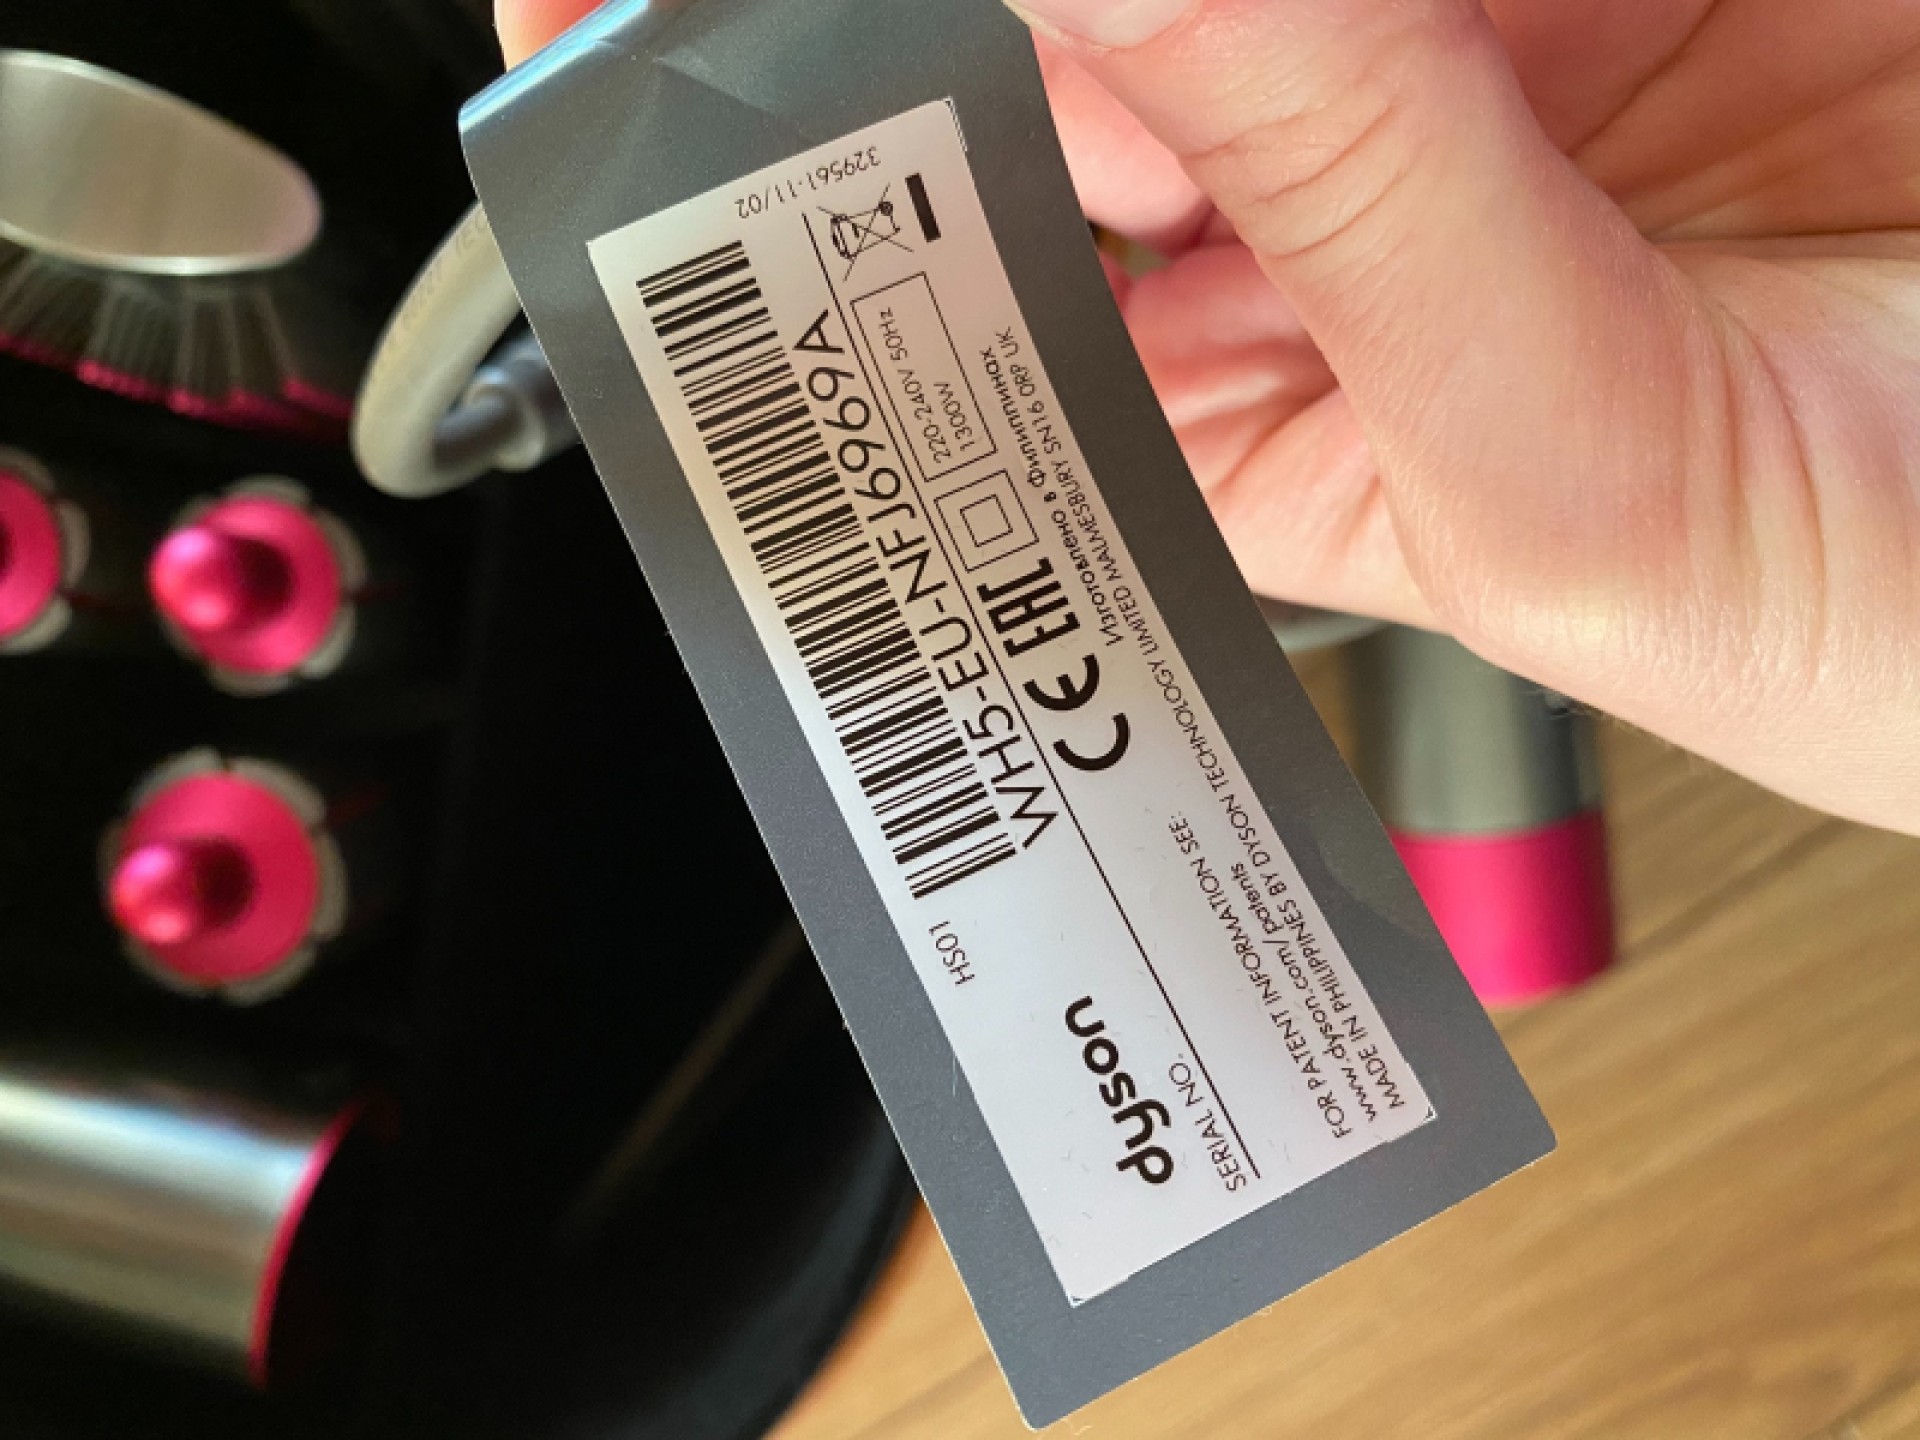 dyson
HS01
SERIAL NO.
WH5-EU-NFJ6969A
329561-11/02
220-240V 50Hz
1300W
CE EAC
FOR PATENT INFORMATION SEE:
www.dyson.com/patents
Изготовлено в Филиппинах
MADE IN PHILIPPINES BY DYSON TECHNOLOGY LIMITED MALMESBURY SN16 0RP UK